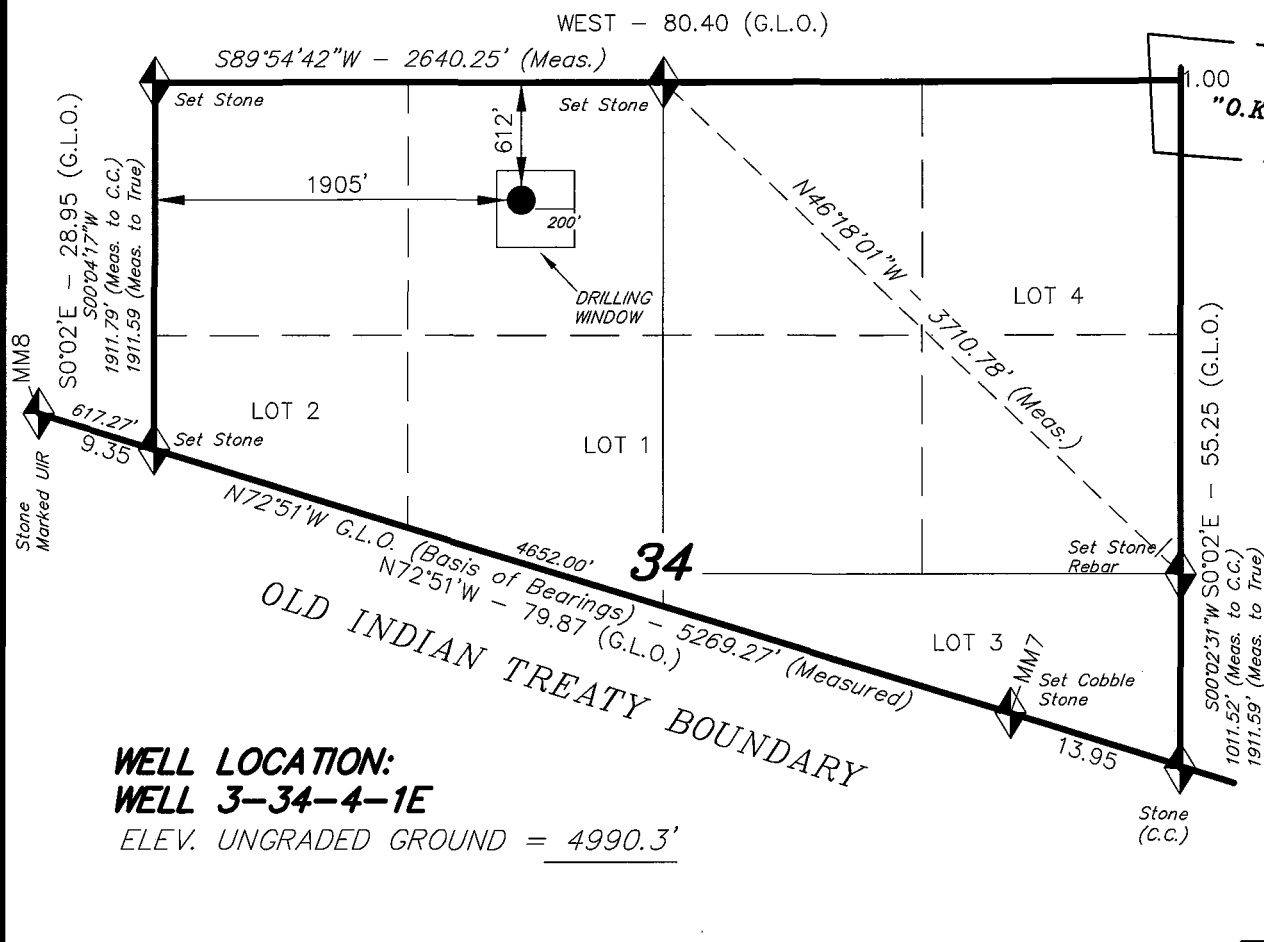 WEST – 80.40 (G.L.O.)
S89°54'42"W – 2640.25' (Meas.)
1.00
"O.K
Set Stone
Set Stone
S0°02'E – 28.95 (G.L.O.)
S00°04'17"W
1911.79' (Meas. to C.C.)
1911.59 (Meas. to True)
612'
1905'
200'
DRILLING
WINDOW
N46°18'01"W – 3710.78' (Meas.)
LOT 4
S0°02'E – 55.25 (G.L.O.)
S00°02'31"W
1011.52' (Meas. to C.C.)
1911.59' (Meas. to True)
MM8
617.27'
9.35
Stone
Marked UIR
LOT 2
Set Stone
LOT 1
N72°51'W G.L.O. (Basis of Bearings) – 5269.27' (Measured)
4652.00'
N72°51'W – 79.87 (G.L.O.)
34
Set Stone/
Rebar
LOT 3
MM7
Set Cobble
Stone
13.95
OLD INDIAN TREATY BOUNDARY
Stone
(C.C.)
WELL LOCATION:
WELL 3–34–4–1E
ELEV. UNGRADED GROUND = 4990.3'